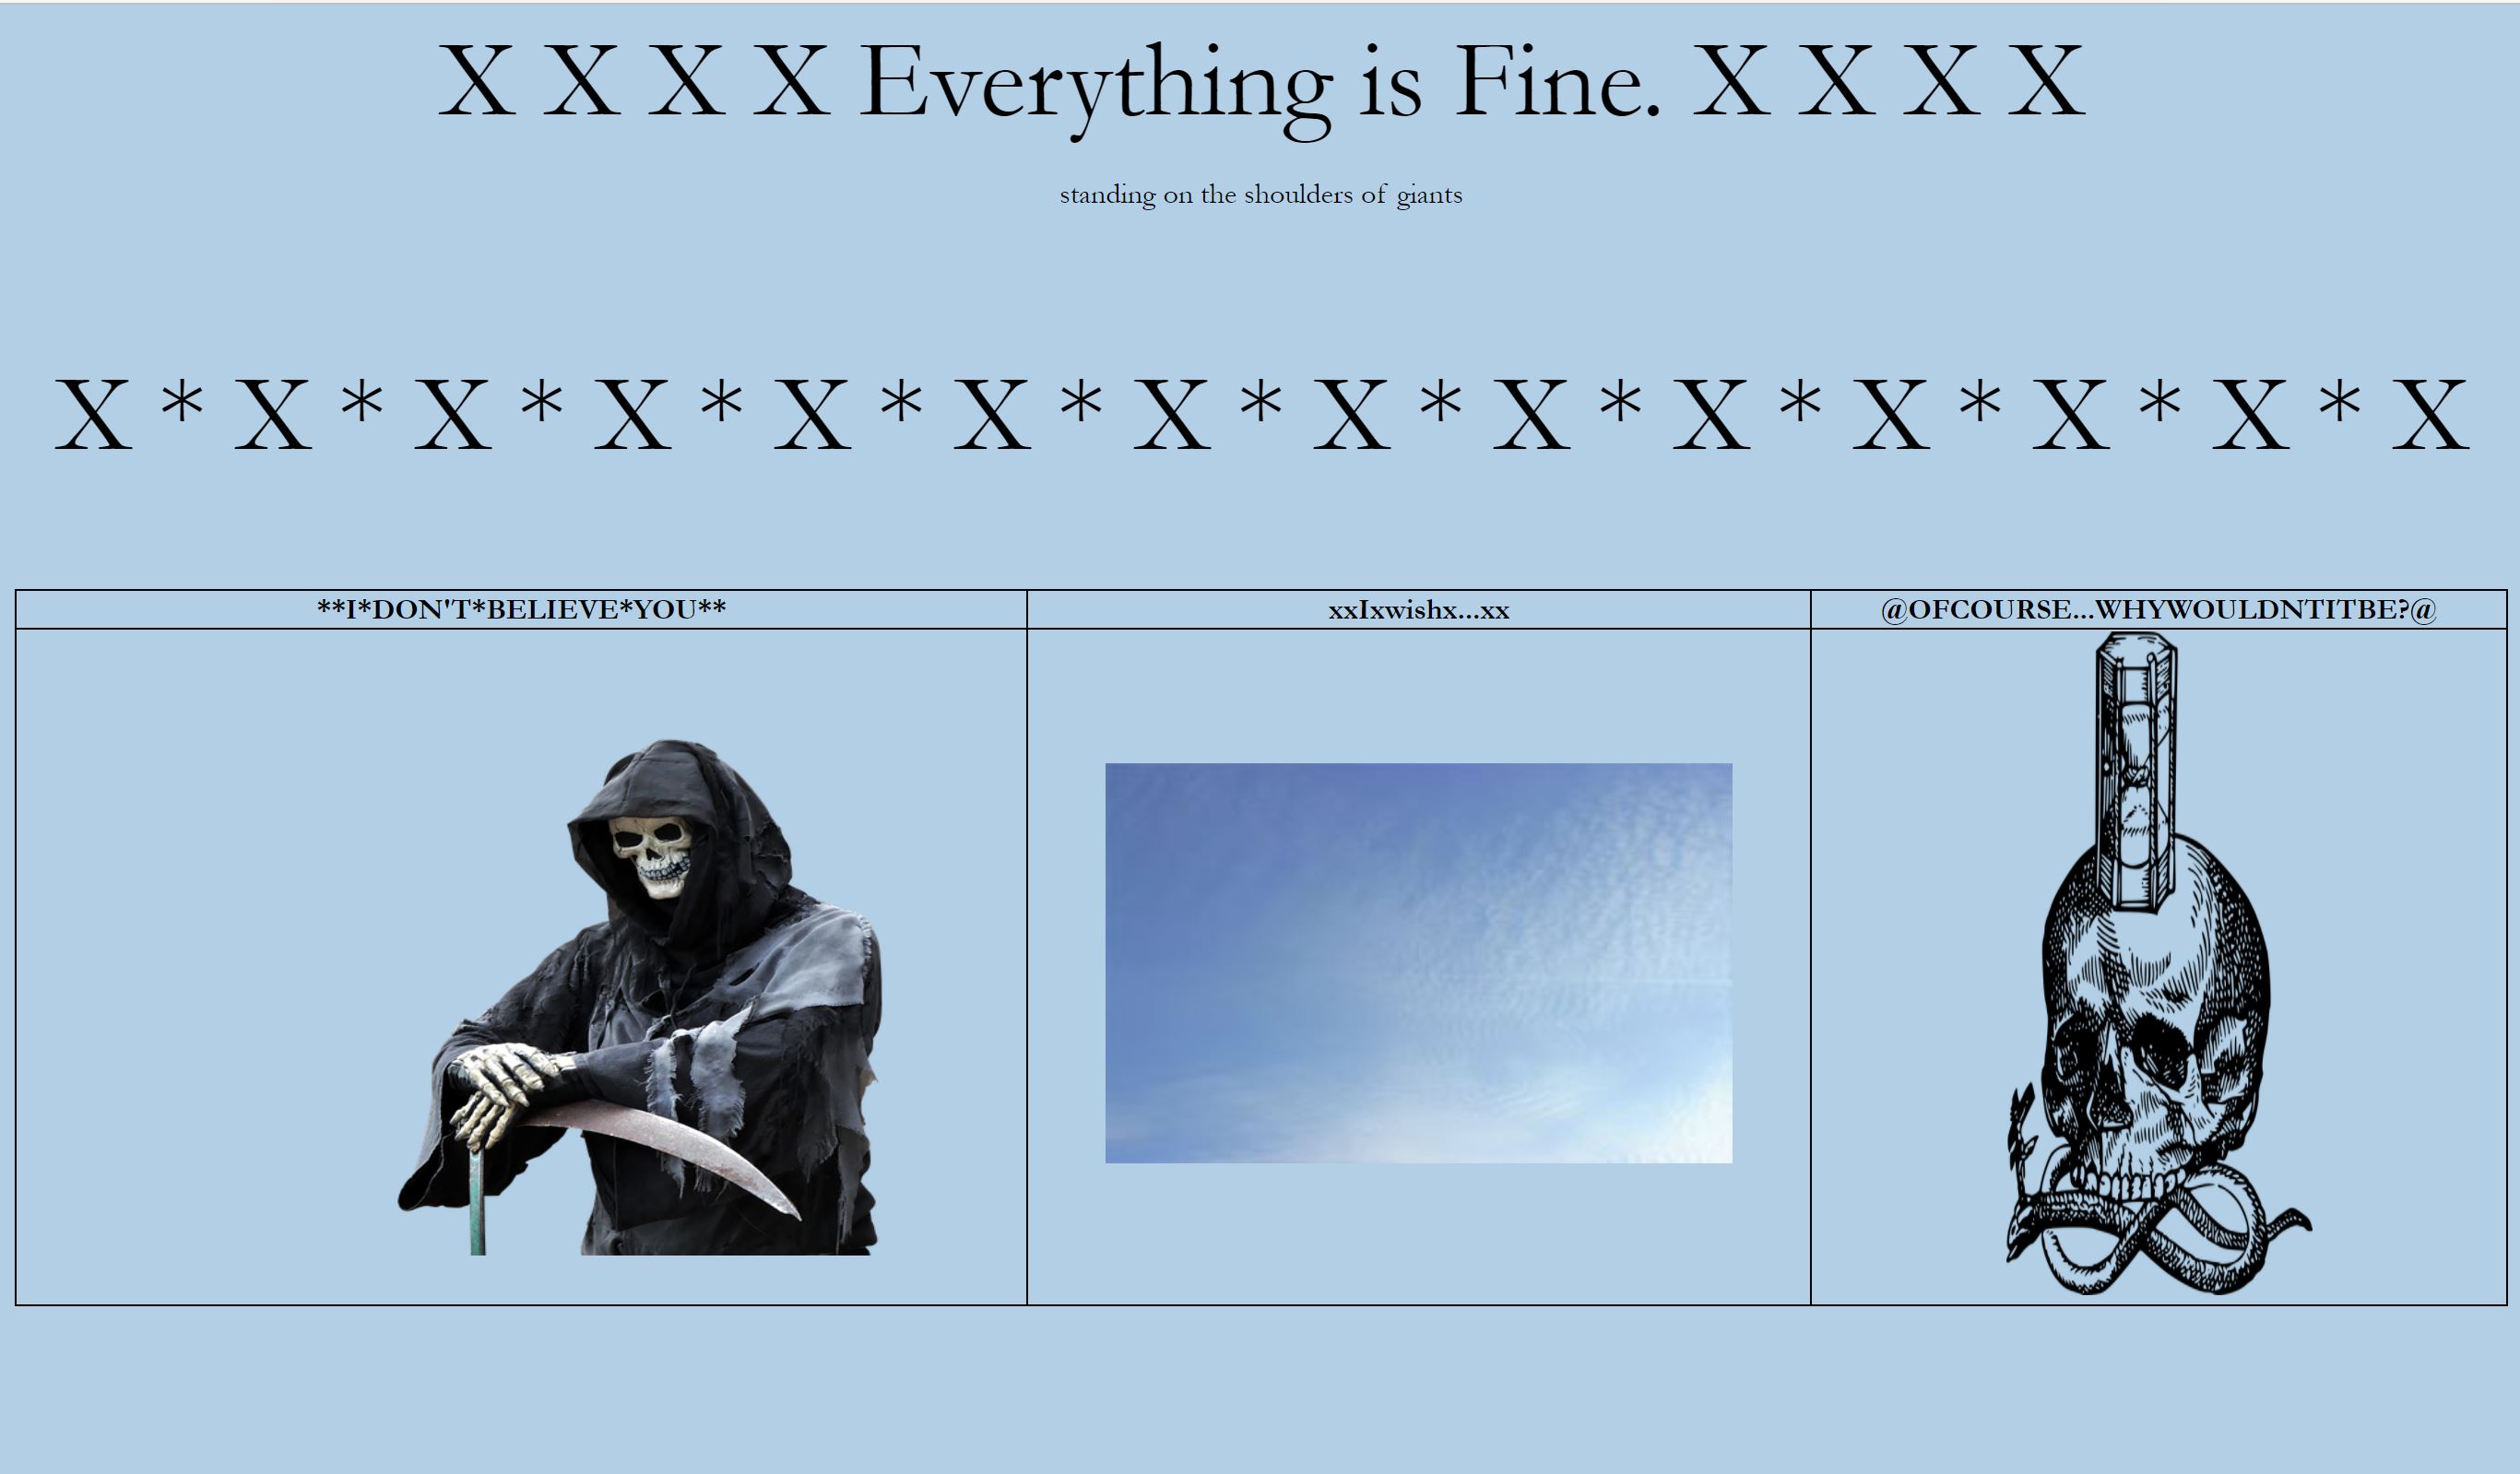 X X X X Everything is Fine. X X X X
standing on the shoulders of giants
X * X * X * X * X * X * X * X * X * X * X * X * X * X
**I*DON'T*BELIEVE*YOU**
xxIxwishx...xx
@OFCOURSE...WHYWOULDNTITBE?@